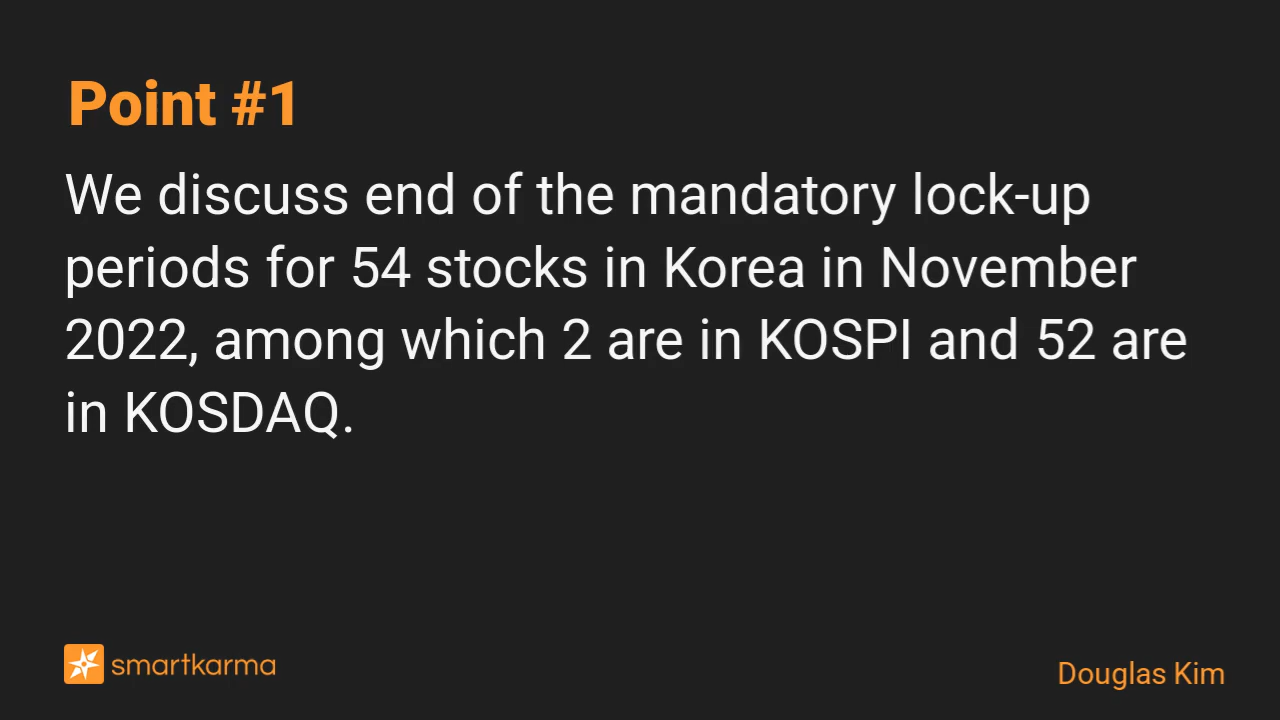 Point #1
We discuss end of the mandatory lock-up
periods for 54 stocks in Korea in November
2022, among which 2 are in KOSPI and 52 are
in KOSDAQ.
smartkarma
Douglas Kim